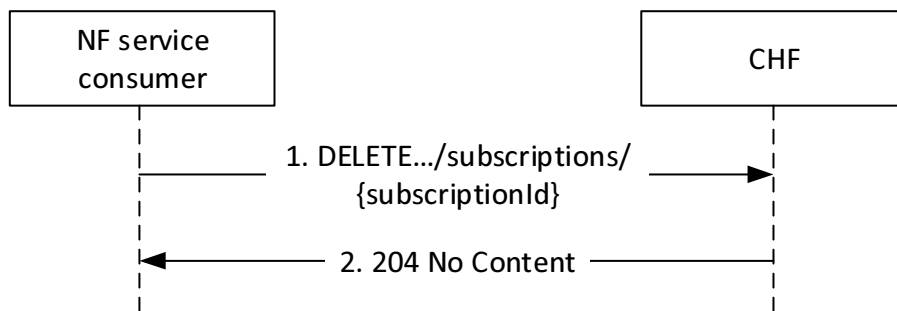 NF service
consumer
CHF
1. DELETE.../subscriptions/
{subscriptionId}
2. 204 No Content